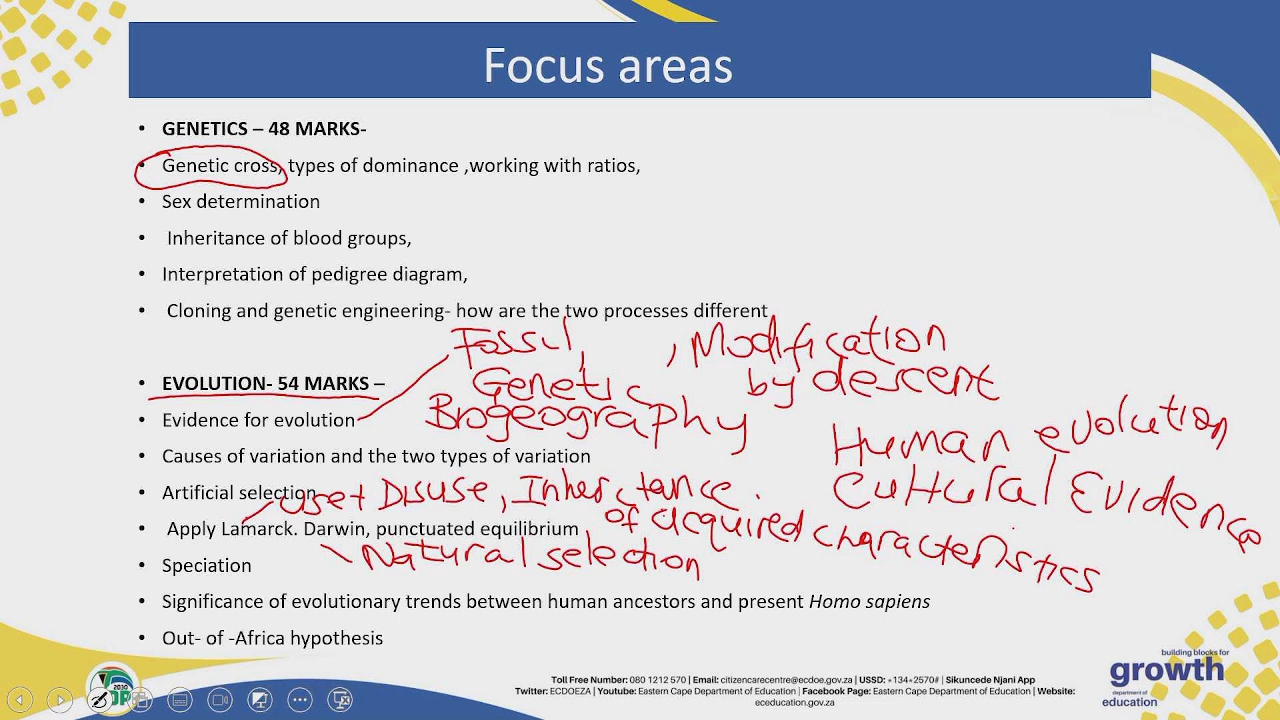 Focus areas
• GENETICS – 48 MARKS-
• Genetic cross, types of dominance ,working with ratios,
• Sex determination
• Inheritance of blood groups,
• Interpretation of pedigree diagram,
• Cloning and genetic engineering- how are the two processes different
Fossil, , Modification
• EVOLUTION- 54 MARKS –
Genetic by descent
• Evidence for evolution
Biogeography
Human evolution
• Causes of variation and the two types of variation
Cultural Evidence
• Artificial selection
use + Disuse, Inheritance
of acquired characteristics
• Apply Lamarck. Darwin, punctuated equilibrium
Natural selection
• Speciation
• Significance of evolutionary trends between human ancestors and present Homo sapiens
• Out- of -Africa hypothesis
building blocks for
growth
department of
education
Toll Free Number: 080 1212 570 | Email: citizencarecentre@ecdoe.gov.za | USSD: *134*2570# | Sikuncede Njani App
Twitter: ECDOEZA | Youtube: Eastern Cape Department of Education | Facebook Page: Eastern Cape Department of Education | Website:
eceducation.gov.za
2030